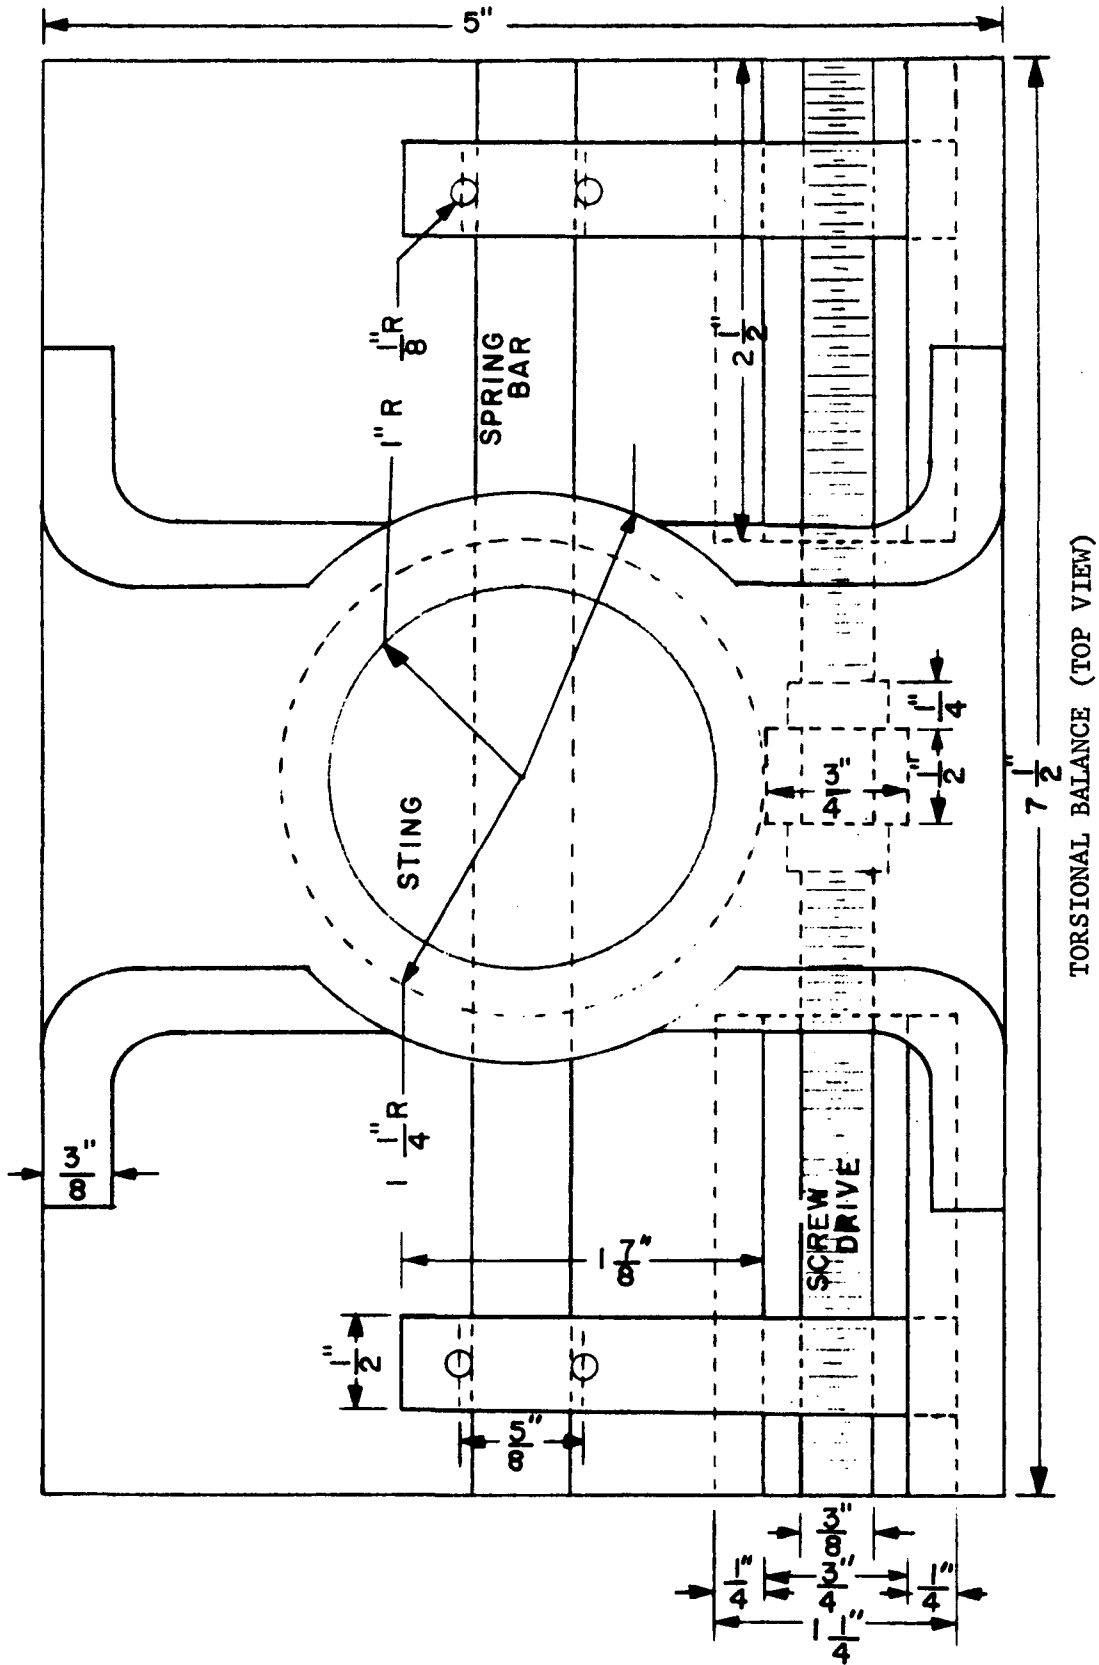 5"
1/8" R
1" R
SPRING
BAR
2 1/2"
STING
1/4"
3/4"
1/2"
7 1/2"
1 1/4" R
3/8"
1 7/8"
SCREW
DRIVE
1/2"
5/8"
3/8"
1/4"
3/4"
1/4"
1 1/4"
TORSIONAL BALANCE (TOP VIEW)